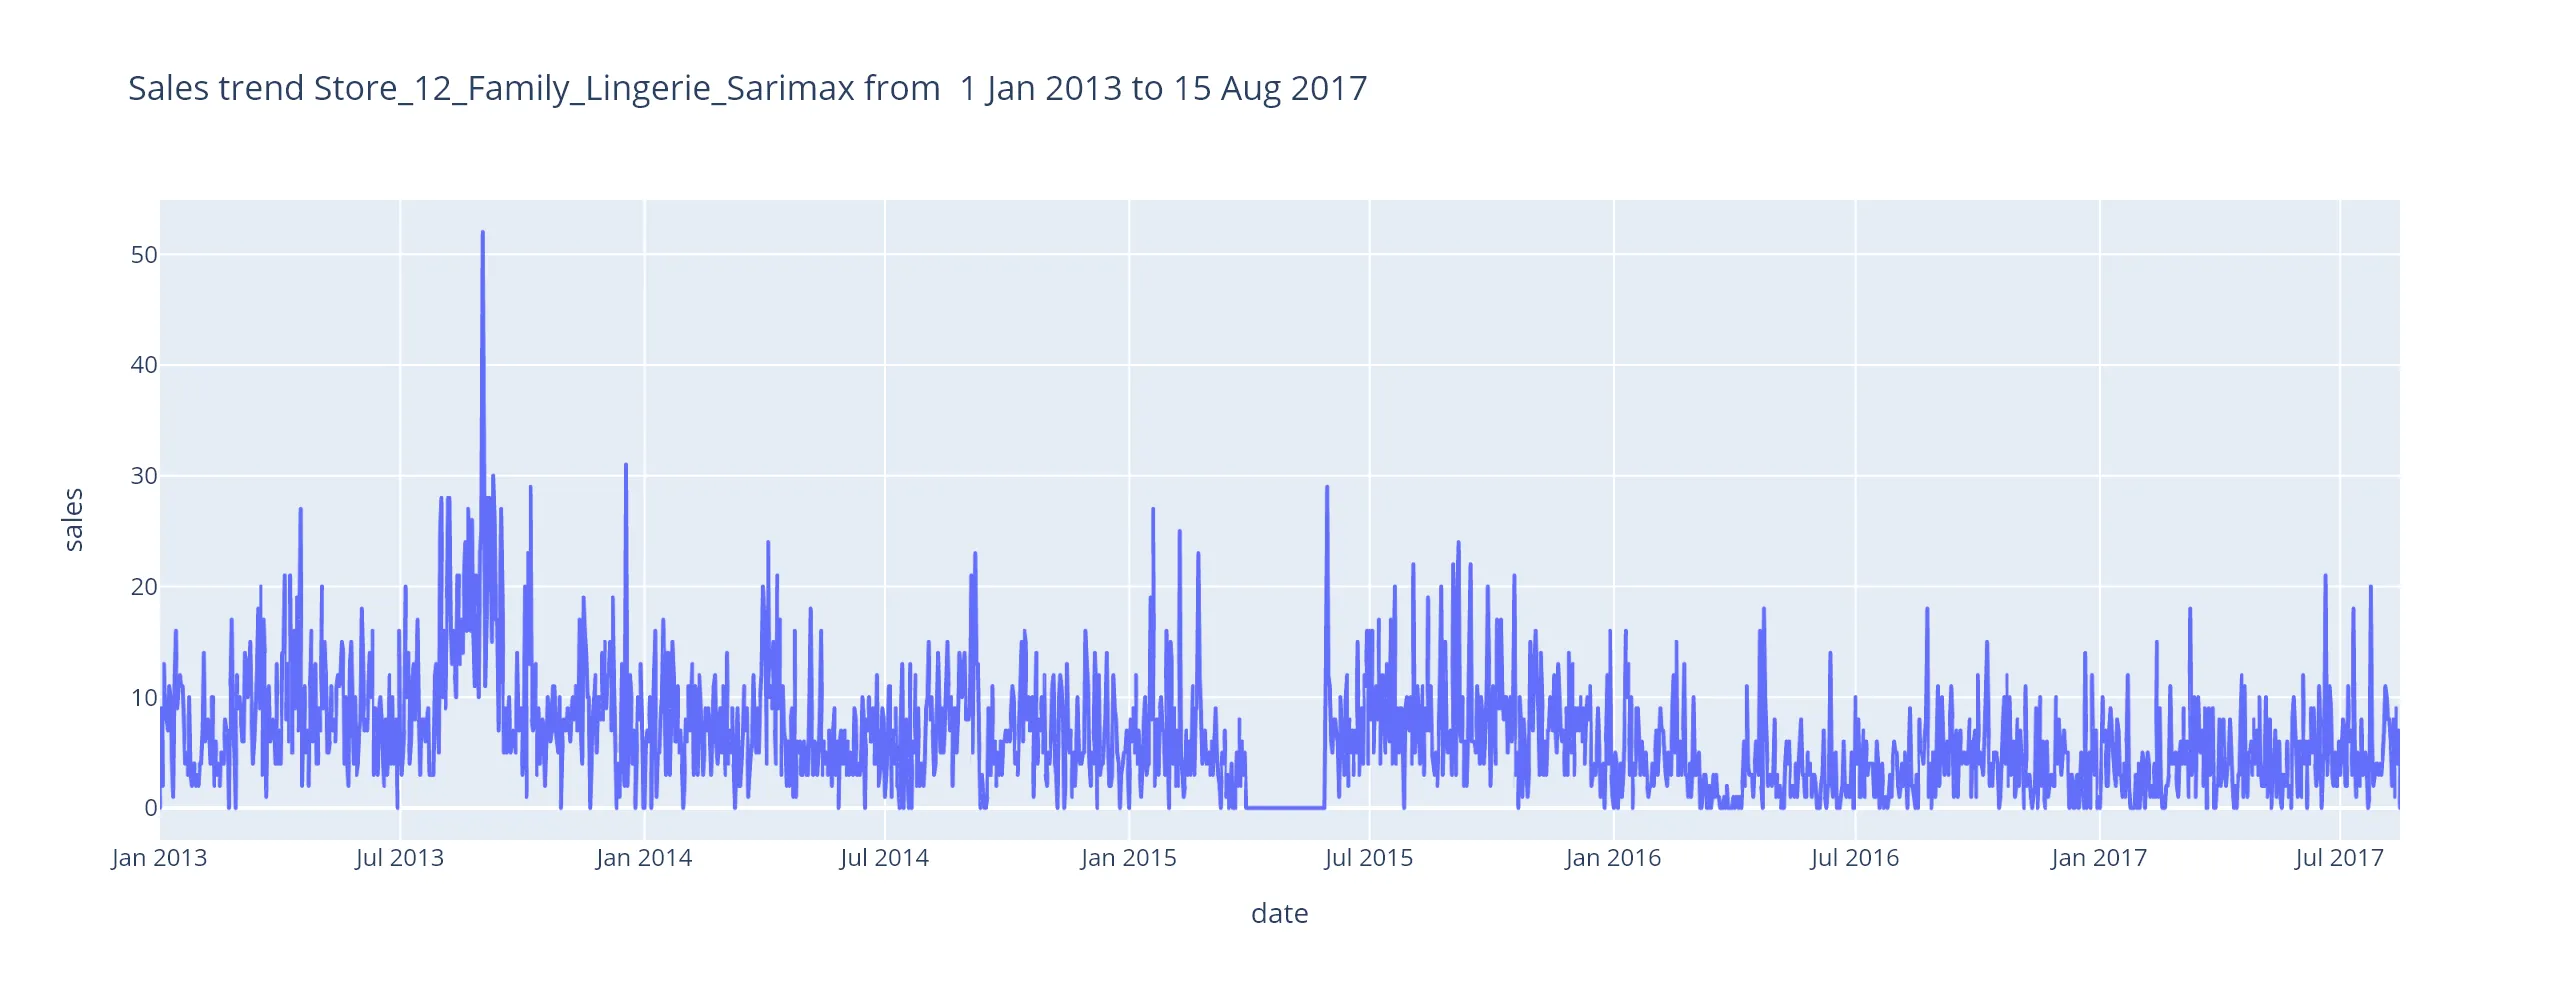 Sales trend Store_12_Family_Lingerie_Sarimax from  1 Jan 2013 to 15 Aug 2017
sales
50
40
30
20
10
0
Jan 2013 Jul 2013 Jan 2014 Jul 2014 Jan 2015 Jul 2015 Jan 2016 Jul 2016 Jan 2017 Jul 2017
date